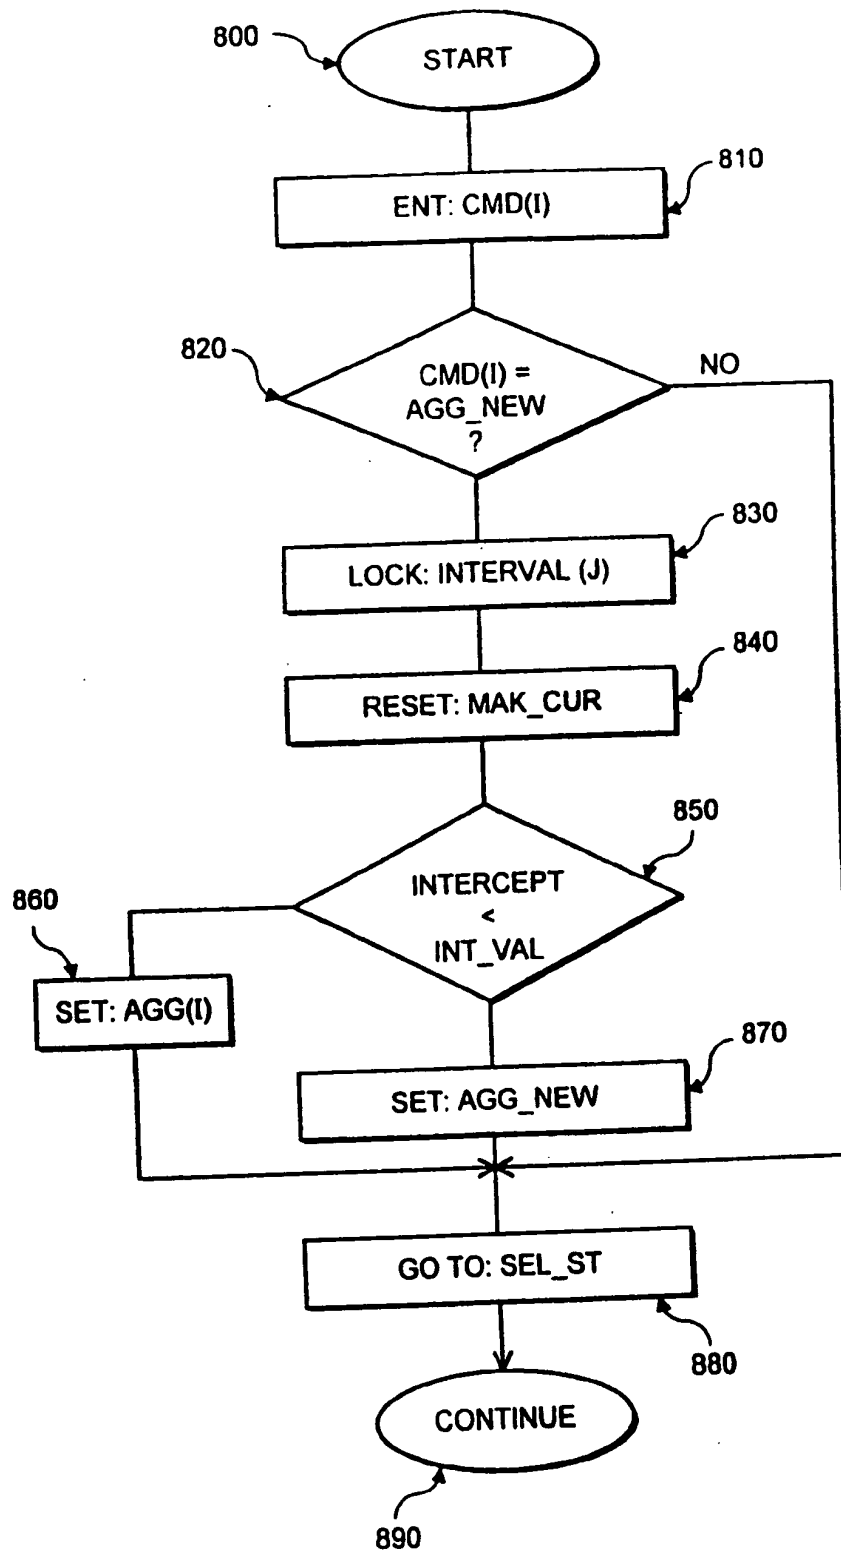 800
START
810
ENT: CMD(I)
820
CMD(I) =
AGG_NEW
?
NO
830
LOCK: INTERVAL (J)
840
RESET: MAK_CUR
850
INTERCEPT
<
INT_VAL
860
SET: AGG(I)
870
SET: AGG_NEW
GO TO: SEL_ST
880
CONTINUE
890